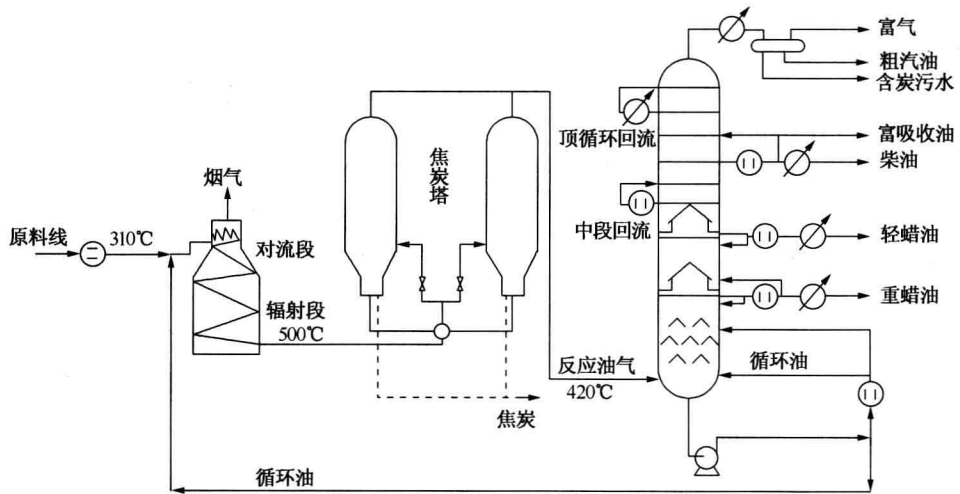 富气
粗汽油
含炭污水
顶循环回流
富吸收油
柴油
焦
炭
塔
烟气
原料线
310℃
对流段
中段回流
轻蜡油
重蜡油
辐射段
500℃
反应油气
420℃
循环油
焦炭
循环油